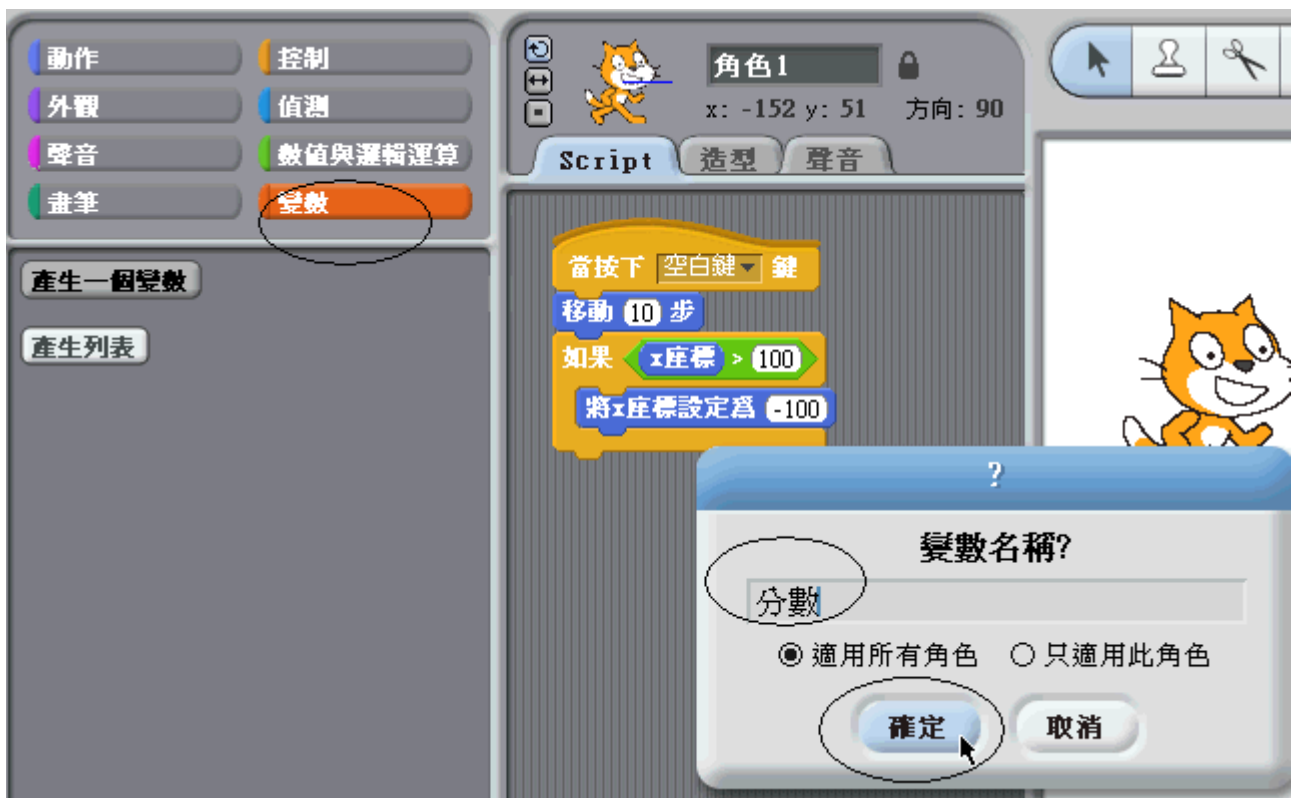 動作
控制
外觀
偵測
聲音
數值與邏輯運算
畫筆
變數
產生一個變數
產生列表
角色1
x: -152 y: 51 方向: 90
Script 造型 聲音
當按下 空白鍵 鍵
移動 10 步
如果 x座標 > 100
將x座標設定為 -100
?
變數名稱?
分數
適用所有角色 只適用此角色
確定 取消